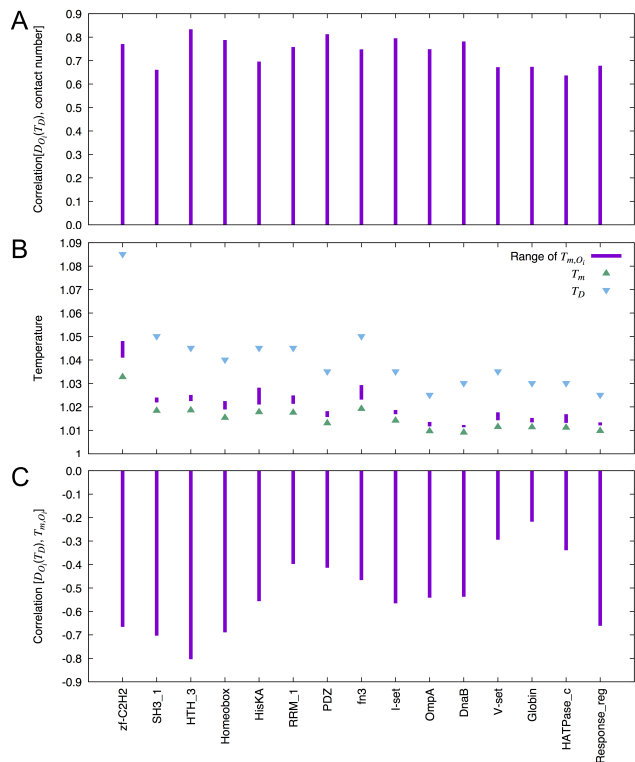 A
Correlation[D_{O_i}(T_D), contact number]
0.9
0.8
0.7
0.6
0.5
0.4
0.3
0.2
0.1
0.0
B
Temperature
1.09
1.08
1.07
1.06
1.05
1.04
1.03
1.02
1.01
1
Range of T_{m,O_i}
T_m
T_D
C
Correlation [D_{O_i}(T_D), T_{m,O_i}]
0.0
-0.1
-0.2
-0.3
-0.4
-0.5
-0.6
-0.7
-0.8
-0.9
zf-C2H2
SH3_1
HTH_3
Homeobox
HisKA
RRM_1
PDZ
fn3
I-set
OmpA
DnaB
V-set
Globin
HATPase_c
Response_reg